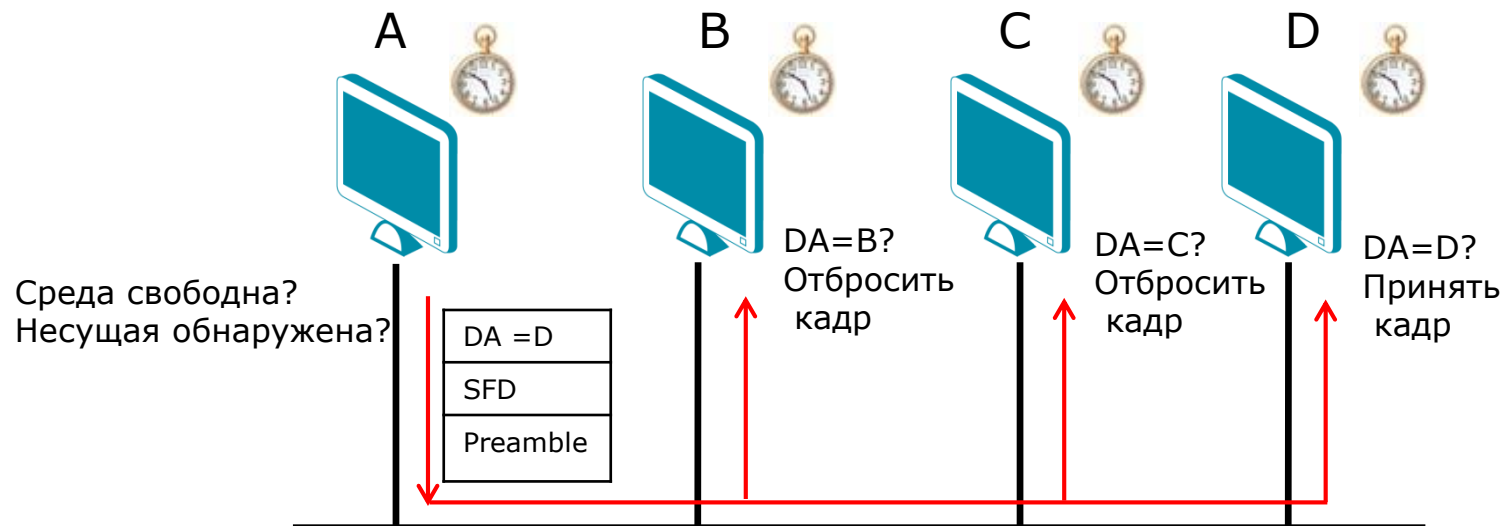 A
B
C
D
Среда свободна?
Несущая обнаружена?
DA =D
SFD
Preamble
DA=B?
Отбросить
кадр
DA=C?
Отбросить
кадр
DA=D?
Принять
кадр